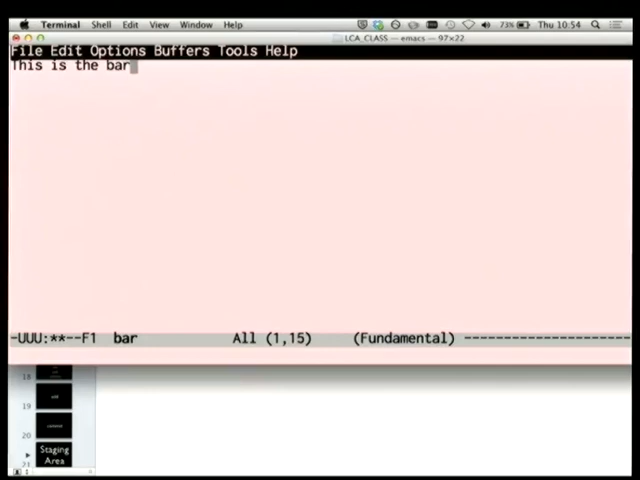 Terminal Shell Edit View Window Help 73% Thu 10:54
LCA_CLASS — emacs — 97×22
File Edit Options Buffers Tools Help
This is the bar
-UUU:**--F1 bar All (1,15) (Fundamental)-----------------------
18
19
20
Staging
Area
21